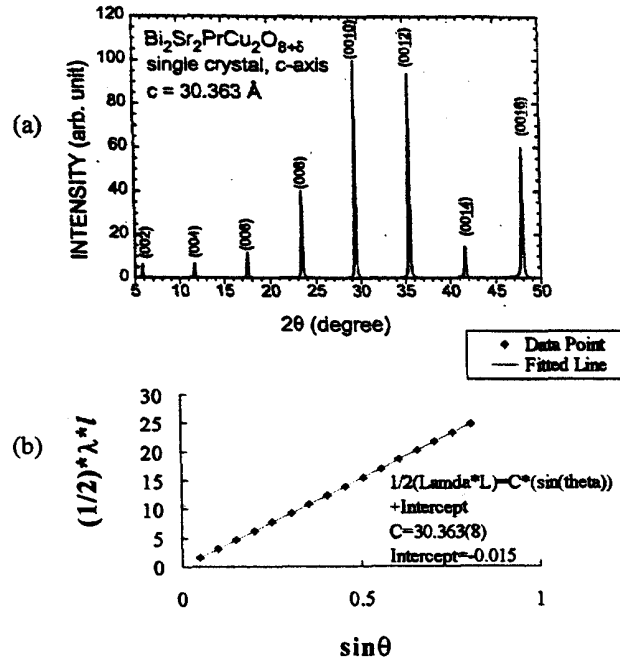 (a)
Bi2Sr2PrCu2O8+δ
single crystal, c-axis
c = 30.363 Å
INTENSITY (arb. unit)
120
100
80
60
40
20
0
(002)
(004)
(006)
(008)
(0010)
(0012)
(0014)
(0016)
5 10 15 20 25 30 35 40 45 50
2θ (degree)
Data Point
Fitted Line
(b)
(1/2)*λ*l
30
25
20
15
10
5
0
1/2(Lamda*L)=C*(sin(theta))
+Intercept
C=30.363(8)
Intercept=-0.015
0 0.5 1
sinθ